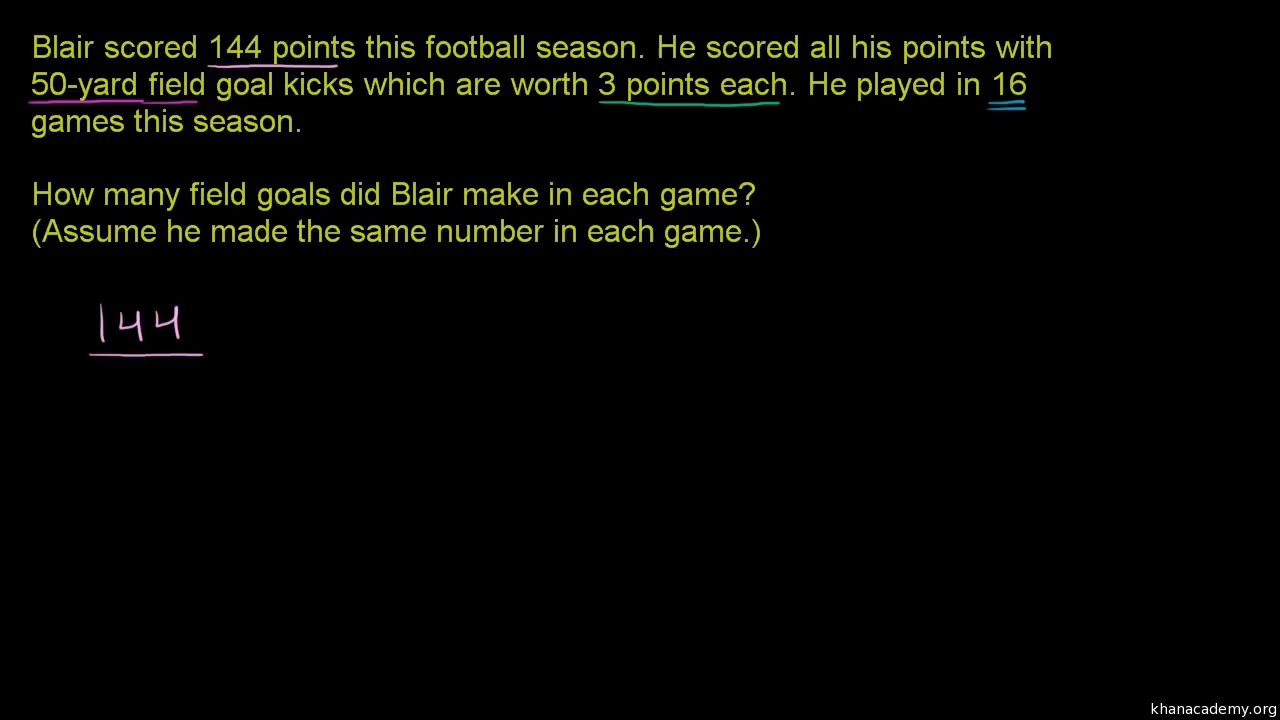 Blair scored 144 points this football season. He scored all his points with
50-yard field goal kicks which are worth 3 points each. He played in 16
games this season.
How many field goals did Blair make in each game?
(Assume he made the same number in each game.)
144
khanacademy.org